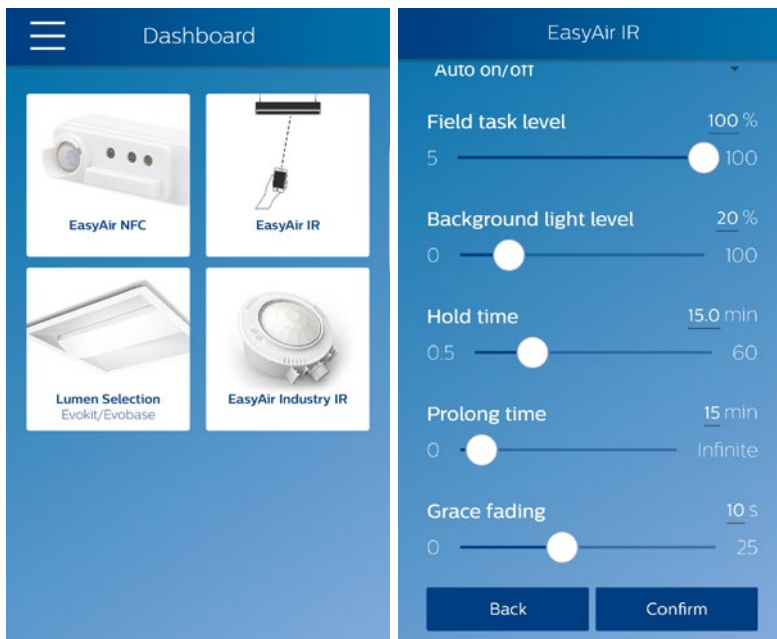 Dashboard
EasyAir NFC
EasyAir IR
Lumen Selection
Evokit/Evobase
EasyAir Industry IR
EasyAir IR
Auto on/off
Field task level 100 %
5 100
Background light level 20 %
0 100
Hold time 15.0 min
0.5 60
Prolong time 15 min
0 Infinite
Grace fading 10 s
0 25
Back Confirm